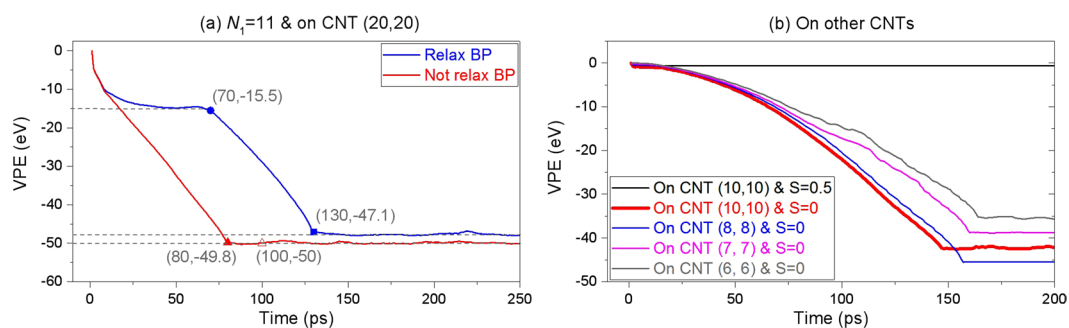 (a) N₁=11 & on CNT (20,20)
VPE (eV)
0
-10
-20
-30
-40
-50
-60
Relax BP
Not relax BP
(70,-15.5)
(130,-47.1)
(80,-49.8)
(100,-50)
0
50
100
150
200
250
Time (ps)
(b) On other CNTs
VPE (eV)
0
-10
-20
-30
-40
-50
On CNT (10,10) & S=0.5
On CNT (10,10) & S=0
On CNT (8, 8) & S=0
On CNT (7, 7) & S=0
On CNT (6, 6) & S=0
0
50
100
150
200
Time (ps)